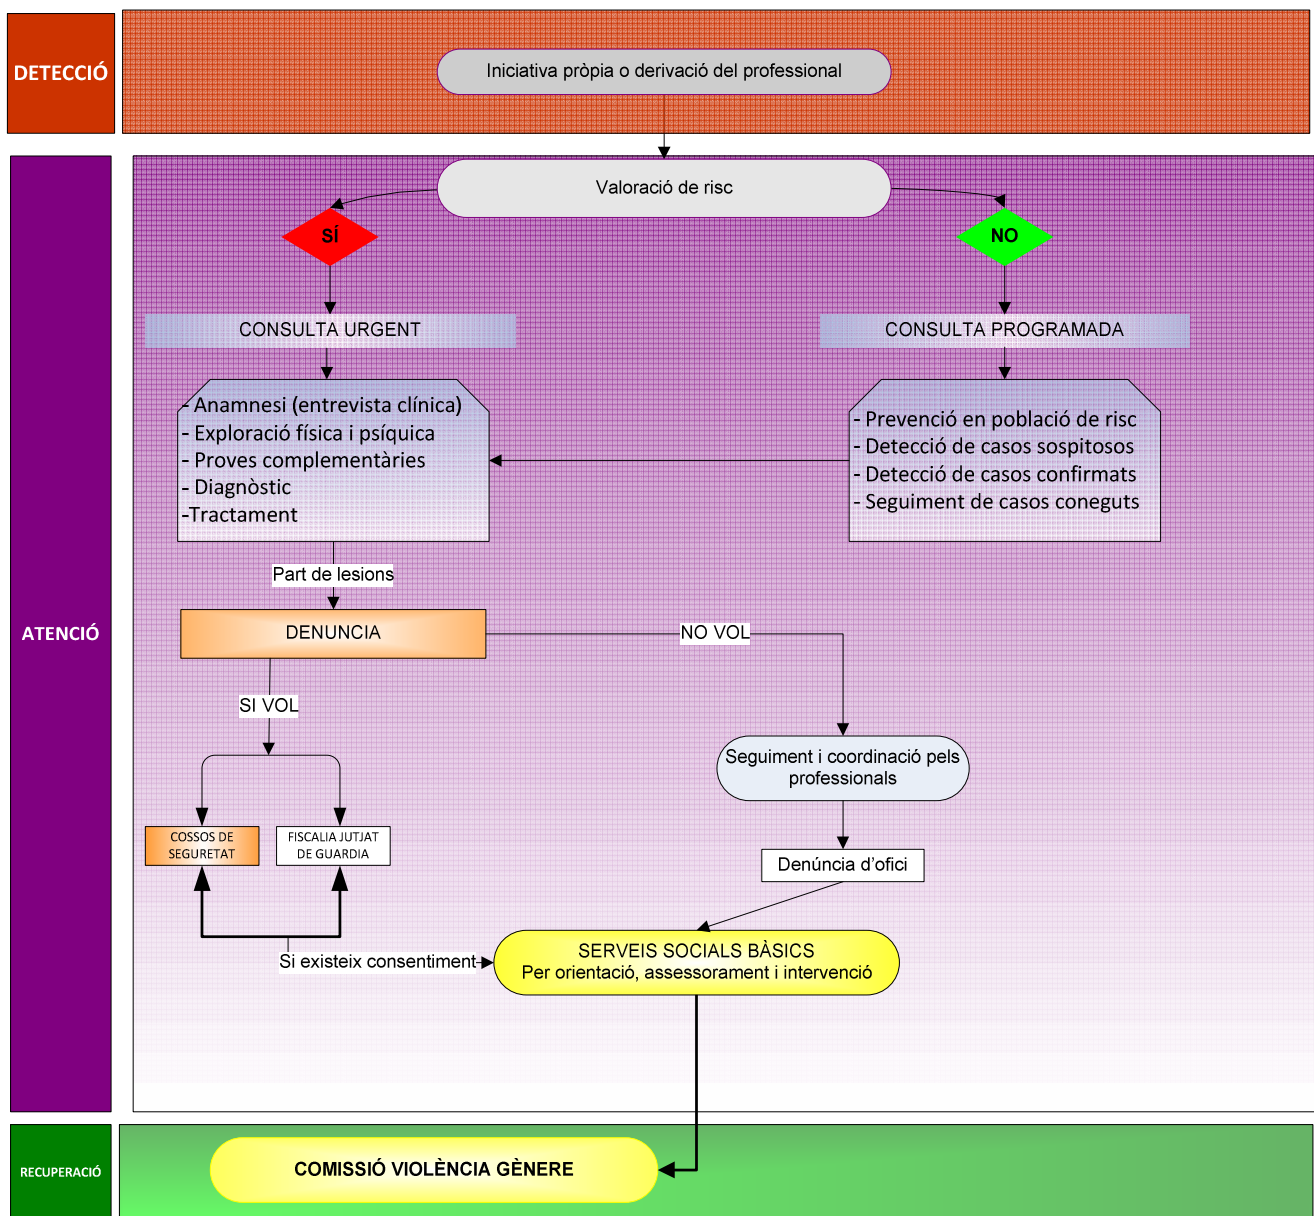 DETECCIÓ
Iniciativa pròpia o derivació del professional
ATENCIÓ
Valoració de risc
SÍ
NO
CONSULTA URGENT
CONSULTA PROGRAMADA
- Anamnesi (entrevista clínica)
- Exploració física i psíquica
- Proves complementàries
- Diagnòstic
-Tractament
- Prevenció en població de risc
- Detecció de casos sospitosos
- Detecció de casos confirmats
- Seguiment de casos coneguts
Part de lesions
DENUNCIA
NO VOL
SI VOL
Seguiment i coordinació pels
professionals
COSSOS DE
SEGURETAT
FISCALIA JUTJAT
DE GUARDIA
Denúncia d'ofici
Si existeix consentiment
SERVEIS SOCIALS BÀSICS
Per orientació, assessorament i intervenció
RECUPERACIÓ
COMISSIÓ VIOLÈNCIA GÈNERE